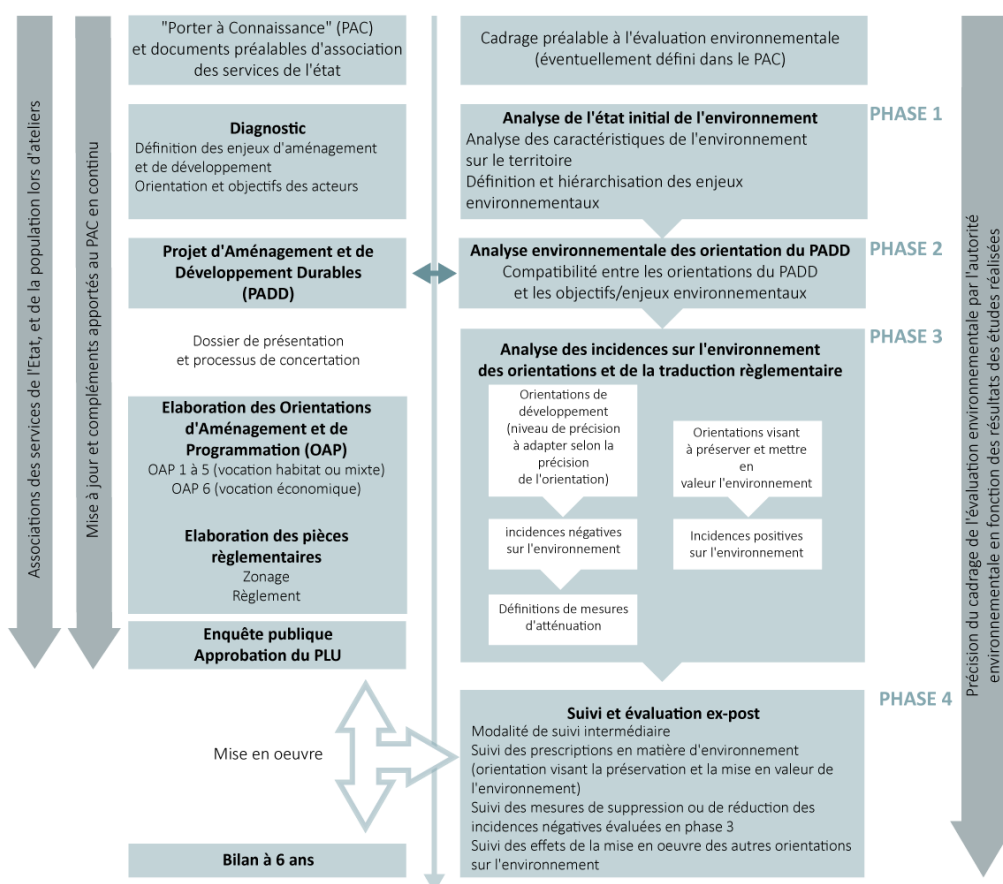 "Porter à Connaissance" (PAC)
et documents préalables d'association
des services de l'état
Cadrage préalable à l'évaluation environnementale
(éventuellement défini dans le PAC)
Associations des services de l'Etat, et de la population lors d'ateliers
Mise à jour et compléments apportés au PAC en continu
Diagnostic
Définition des enjeux d'aménagement
et de développement
Orientation et objectifs des acteurs
PHASE 1
Analyse de l'état initial de l'environnement
Analyse des caractéristiques de l'environnement
sur le territoire
Définition et hiérarchisation des enjeux
environnementaux
Projet d'Aménagement et de
Développement Durables
(PADD)
PHASE 2
Analyse environnementale des orientation du PADD
Compatibilité entre les orientations du PADD
et les objectifs/enjeux environnementaux
Dossier de présentation
et processus de concertation
PHASE 3
Analyse des incidences sur l'environnement
des orientations et de la traduction règlementaire
Orientations de
développement
(niveau de précision
à adapter selon la
précision
de l'orientation)
Orientations visant
à préserver et mettre
en
valeur l'environnement
incidences négatives
sur l'environnement
Incidences positives
sur l'environnement
Définitions de mesures
d'atténuation
Elaboration des Orientations
d'Aménagement et de
Programmation (OAP)
OAP 1 à 5 (vocation habitat ou mixte)
OAP 6 (vocation économique)
Elaboration des pièces
règlementaires
Zonage
Règlement
Enquête publique
Approbation du PLU
Mise en oeuvre
PHASE 4
Suivi et évaluation ex-post
Modalité de suivi intermédiaire
Suivi des prescriptions en matière d'environnement
(orientation visant la préservation et la mise en valeur de
l'environnement)
Suivi des mesures de suppression ou de réduction des
incidences négatives évaluées en phase 3
Suivi des effets de la mise en oeuvre des autres orientations
sur l'environnement
Bilan à 6 ans
Précision du cadrage de l'évaluation environnementale par l'autorité
environnementale en fonction des résultats des études réalisées